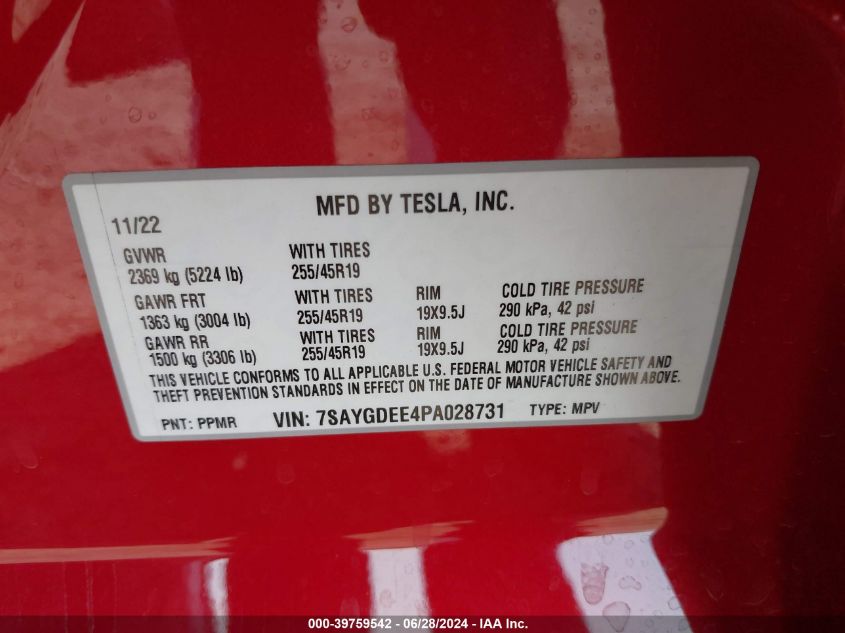 MFD BY TESLA, INC.
11/22
GVWR WITH TIRES
2369 kg (5224 lb) 255/45R19
GAWR FRT WITH TIRES RIM COLD TIRE PRESSURE
1363 kg (3004 lb) 255/45R19 19X9.5J 290 kPa, 42 psi
GAWR RR WITH TIRES RIM COLD TIRE PRESSURE
1500 kg (3306 lb) 255/45R19 19X9.5J 290 kPa, 42 psi
THIS VEHICLE CONFORMS TO ALL APPLICABLE U.S. FEDERAL MOTOR VEHICLE SAFETY AND
THEFT PREVENTION STANDARDS IN EFFECT ON THE DATE OF MANUFACTURE SHOWN ABOVE.
PNT: PPMR VIN: 7SAYGDEE4PA028731 TYPE: MPV
000-39759542 / 06/28/2024 - IAA Inc.